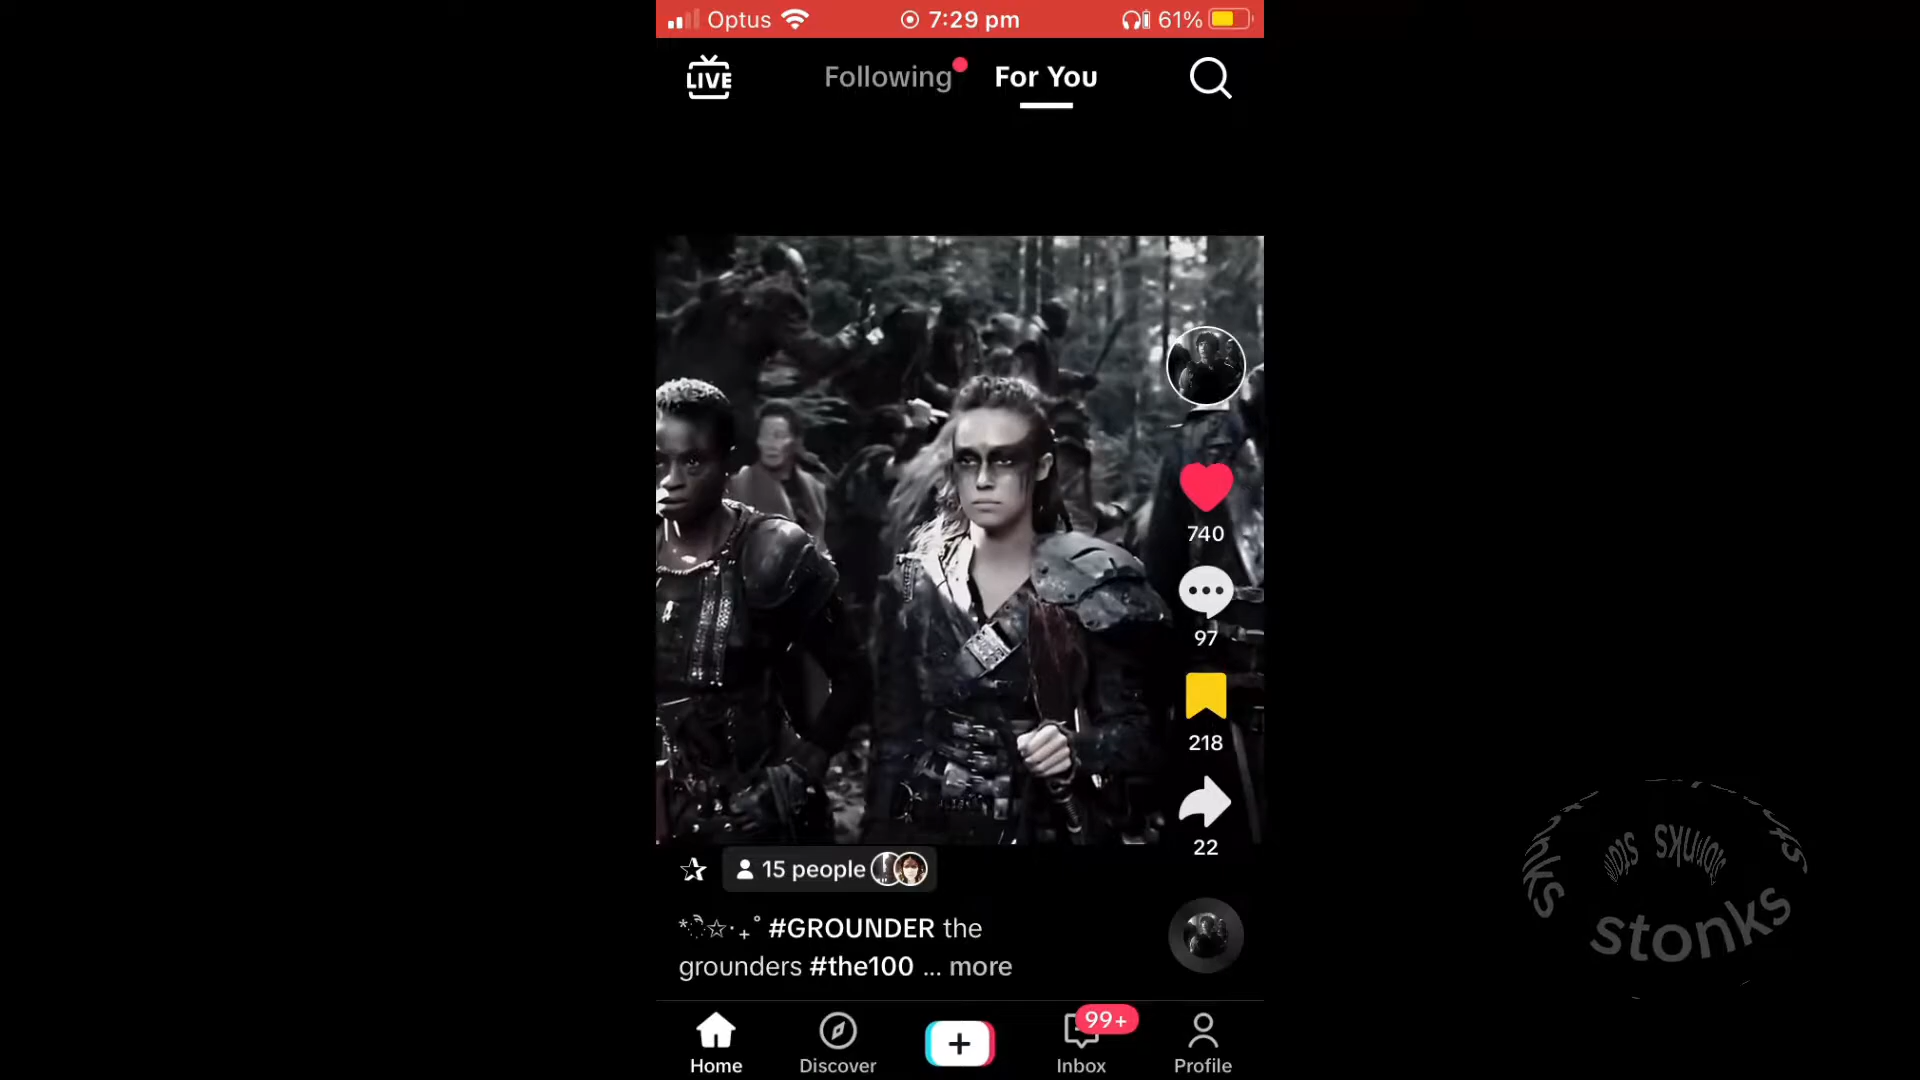 Optus 7:29 pm 61%
LIVE Following For You
740
97
218
22
15 people
#GROUNDER the
grounders #the100 ... more
stonks
stonks
Home Discover Inbox 99+ Profile